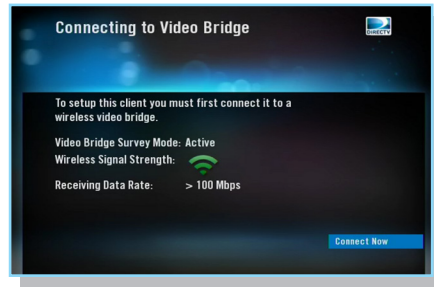 Connecting to Video Bridge
DIRECTV
To setup this client you must first connect it to a
wireless video bridge.
Video Bridge Survey Mode: Active
Wireless Signal Strength:
Receiving Data Rate: > 100 Mbps
Connect Now